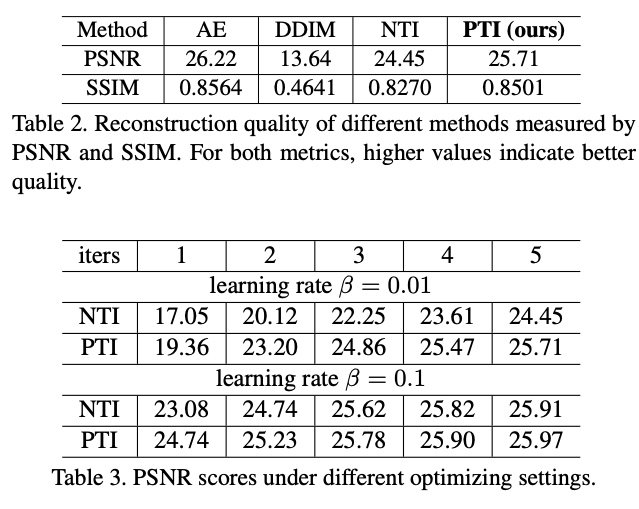 Method AE DDIM NTI PTI (ours)
PSNR 26.22 13.64 24.45 25.71
SSIM 0.8564 0.4641 0.8270 0.8501
Table 2. Reconstruction quality of different methods measured by
PSNR and SSIM. For both metrics, higher values indicate better
quality.
iters 1 2 3 4 5
learning rate β = 0.01
NTI 17.05 20.12 22.25 23.61 24.45
PTI 19.36 23.20 24.86 25.47 25.71
learning rate β = 0.1
NTI 23.08 24.74 25.62 25.82 25.91
PTI 24.74 25.23 25.78 25.90 25.97
Table 3. PSNR scores under different optimizing settings.